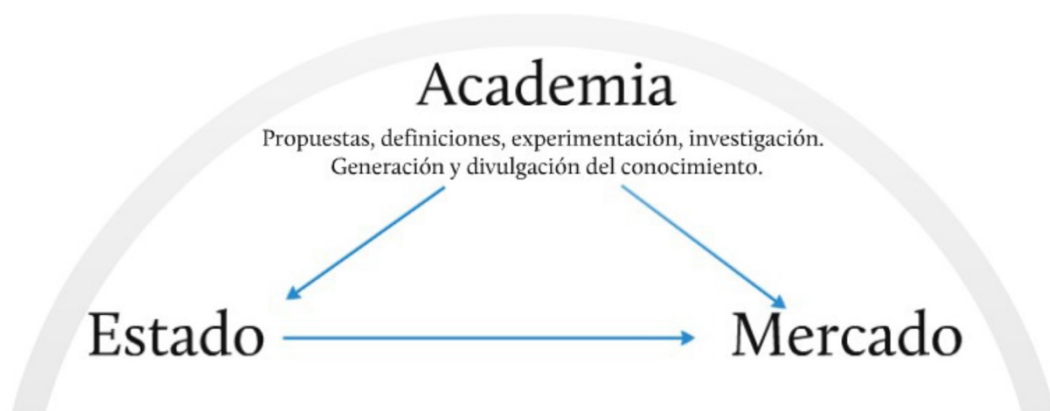 Academia
Propuestas, definiciones, experimentación, investigación.
Generación y divulgación del conocimiento.
Estado
Mercado